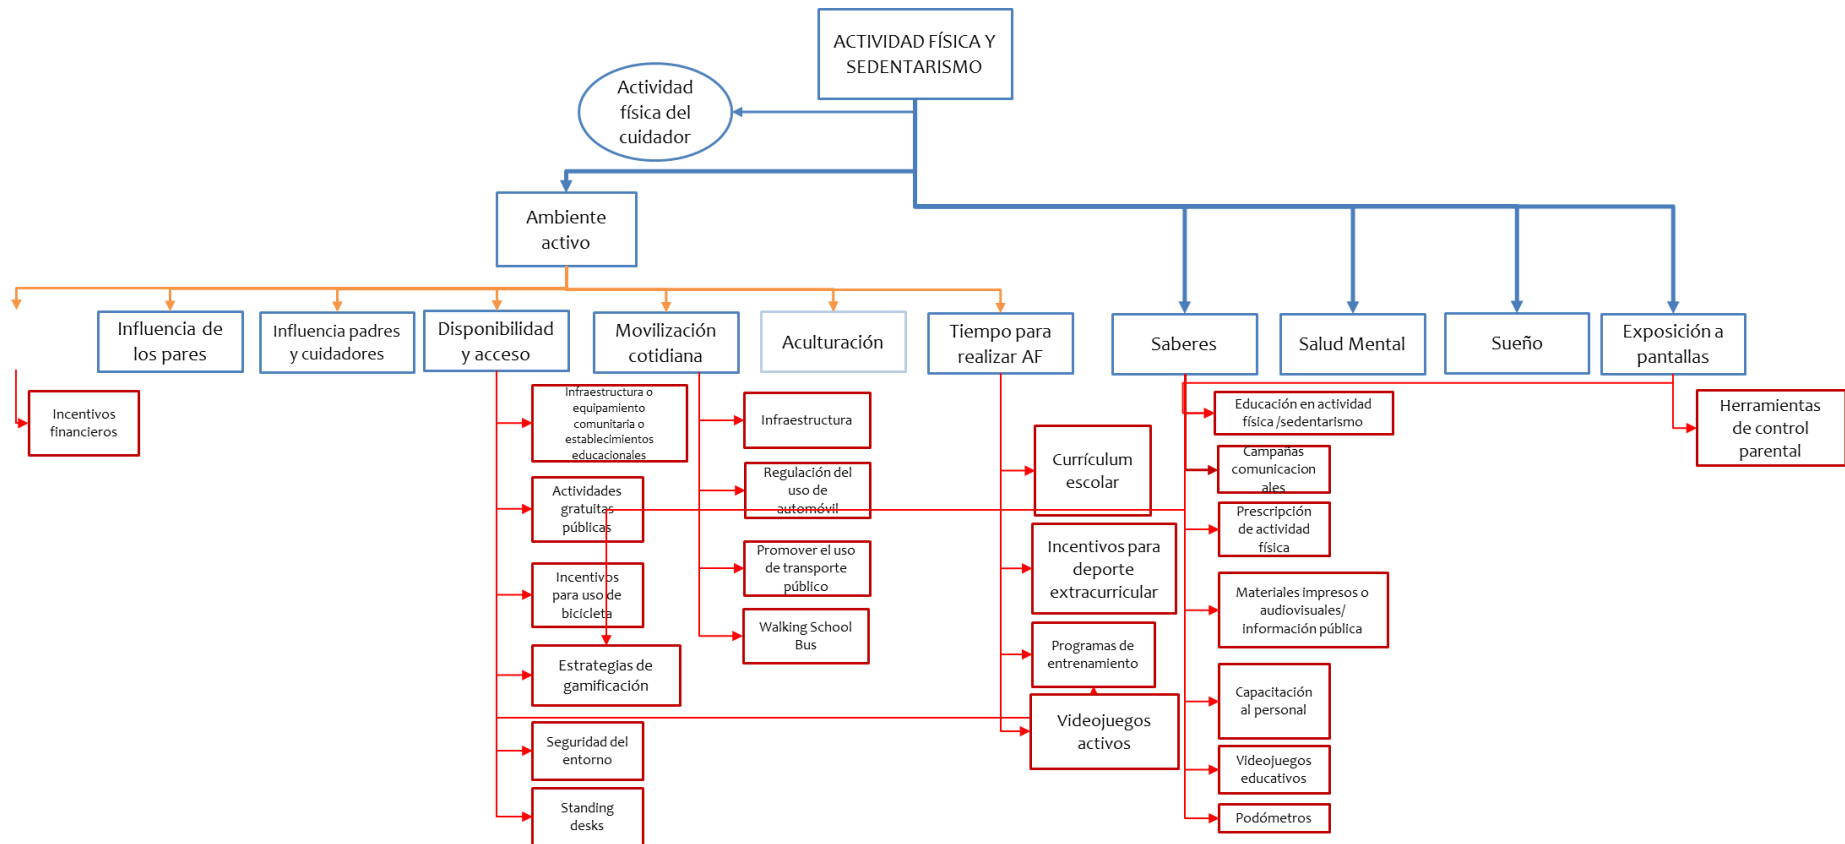 ACTIVIDAD FÍSICA Y
SEDENTARISMO
Actividad
física del
cuidador
Ambiente
activo
Influencia de
los pares
Influencia padres
y cuidadores
Disponibilidad
y acceso
Movilización
cotidiana
Aculturación
Tiempo para
realizar AF
Saberes
Salud Mental
Sueño
Exposición a
pantallas
Incentivos
financieros
Infraestructura o
equipamiento
comunitaria o
establecimientos
educacionales
Actividades
gratuitas
públicas
Incentivos
para uso de
bicicleta
Estrategias de
gamificación
Seguridad del
entorno
Standing
desks
Infraestructura
Regulación del
uso de
automóvil
Promover el uso
de transporte
público
Walking School
Bus
Currículum
escolar
Incentivos para
deporte
extracurricular
Programas de
entrenamiento
Videojuegos
activos
Educación en actividad
física /sedentarismo
Campañas
comunicacion
ales
Prescripción
de actividad
física
Materiales impresos o
audiovisuales/
información pública
Capacitación
al personal
Videojuegos
educativos
Podómetros
Herramientas
de control
parental